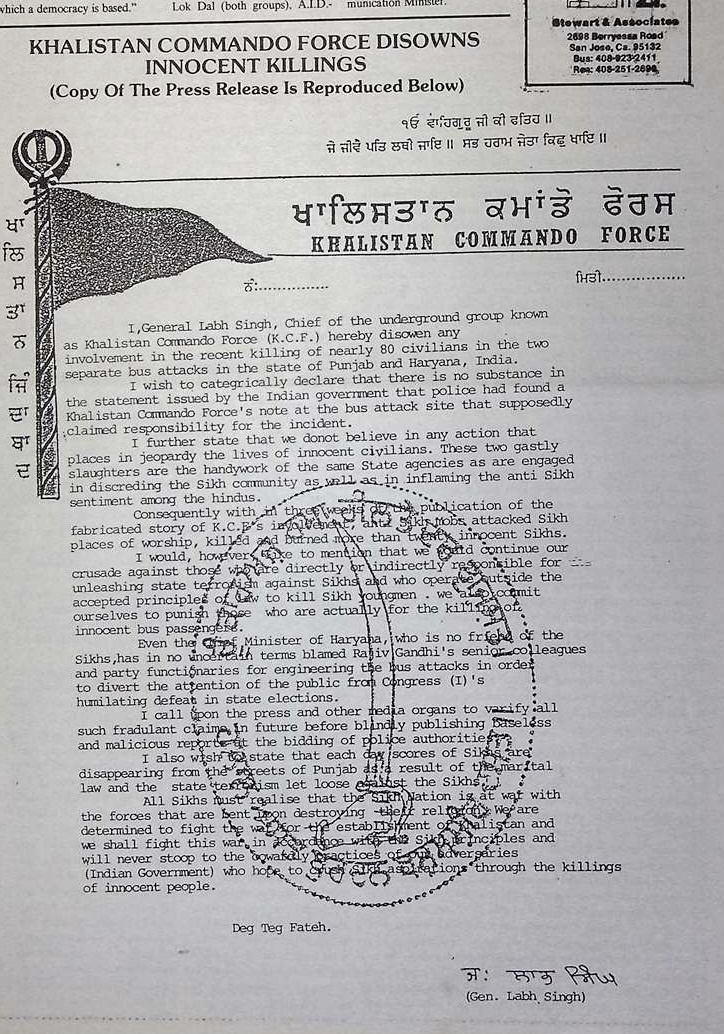 which a democracy is based."
Lok Dal (both groups), A.I.D.-
munication Minister.
Stewart & Associates
2698 Berryessa Road
San Jose, Ca. 95132
Bus: 408-923-2411
Res: 408-251-2696
KHALISTAN COMMANDO FORCE DISOWNS
INNOCENT KILLINGS
(Copy Of The Press Release Is Reproduced Below)
ੴ ਵਾਹਿਗੁਰੂ ਜੀ ਕੀ ਫਤਿਹ ॥
ਜੇ ਜੀਵੈ ਪਤਿ ਲਥੀ ਜਾਇ ॥ ਸਭ ਹਰਾਮ ਜੇਤਾ ਕਿਛੁ ਖਾਇ ॥
ਖਾਲਿਸਤਾਨ ਕਮਾਂਡੋ ਫੋਰਸ
KHALISTAN COMMANDO FORCE
ਖਾ
ਲਿ
ਸ
ਤਾ
ਨ
ਜਿੰ
ਦਾ
ਬਾ
ਦ
ਨੰ:...............
ਮਿਤੀ..................
I,General Labh Singh, Chief of the underground group known
as Khalistan Commando Force (K.C.F.) hereby disowen any
involvement in the recent killing of nearly 80 civilians in the two
separate bus attacks in the state of Punjab and Haryana, India.
I wish to categrically declare that there is no substance in
the statement issued by the Indian government that police had found a
Khalistan Commando Force's note at the bus attack site that supposedly
claimed responsibility for the incident.
I further state that we donot believe in any action that
places in jeopardy the lives of innocent civilians. These two gastly
slaughters are the handywork of the same State agencies as are engaged
in discreding the Sikh community as well as in inflaming the anti Sikh
sentiment among the hindus.
Consequently with in three weeks of the publication of the
fabricated story of K.C.F's involvement, anti Sikh mobs attacked Sikh
places of worship, killed and burned more than twenty innocent Sikhs.
I would, however like to mention that we would continue our
crusade against those who are directly or indirectly responsible for
unleashing state terrorism against Sikhs and who operate outside the
accepted principles of law to kill Sikh youngmen . we also commit
ourselves to punish those who are actually for the killing of
innocent bus passengers.
Even the Chief Minister of Haryana, who is no friend of the
Sikhs,has in no uncertain terms blamed Rajiv Gandhi's senior colleagues
and party functionaries for engineering the bus attacks in order
to divert the attention of the public from Congress (I)'s
humilating defeat in state elections.
I call upon the press and other media organs to varify all
such fradulant claims in future before blindly publishing baseless
and malicious reports at the bidding of police authorities.
I also wish to state that each day scores of Sikhs are
disappearing from the streets of Punjab as a result of the marital
law and the state terrorism let loose against the Sikhs.
All Sikhs must realise that the Sikh Nation is at war with
the forces that are bent upon destroying their religion. We are
determined to fight the war for the establishment of Khalistan and
we shall fight this war in accordance with the Sikh principles and
will never stoop to the cowardly practices of our adverseries
(Indian Government) who hope to crush Sikh aspirations through the killings
of innocent people.
Deg Teg Fateh.
ਜ: ਲਾਭ ਸਿੰਘ
(Gen. Labh Singh)